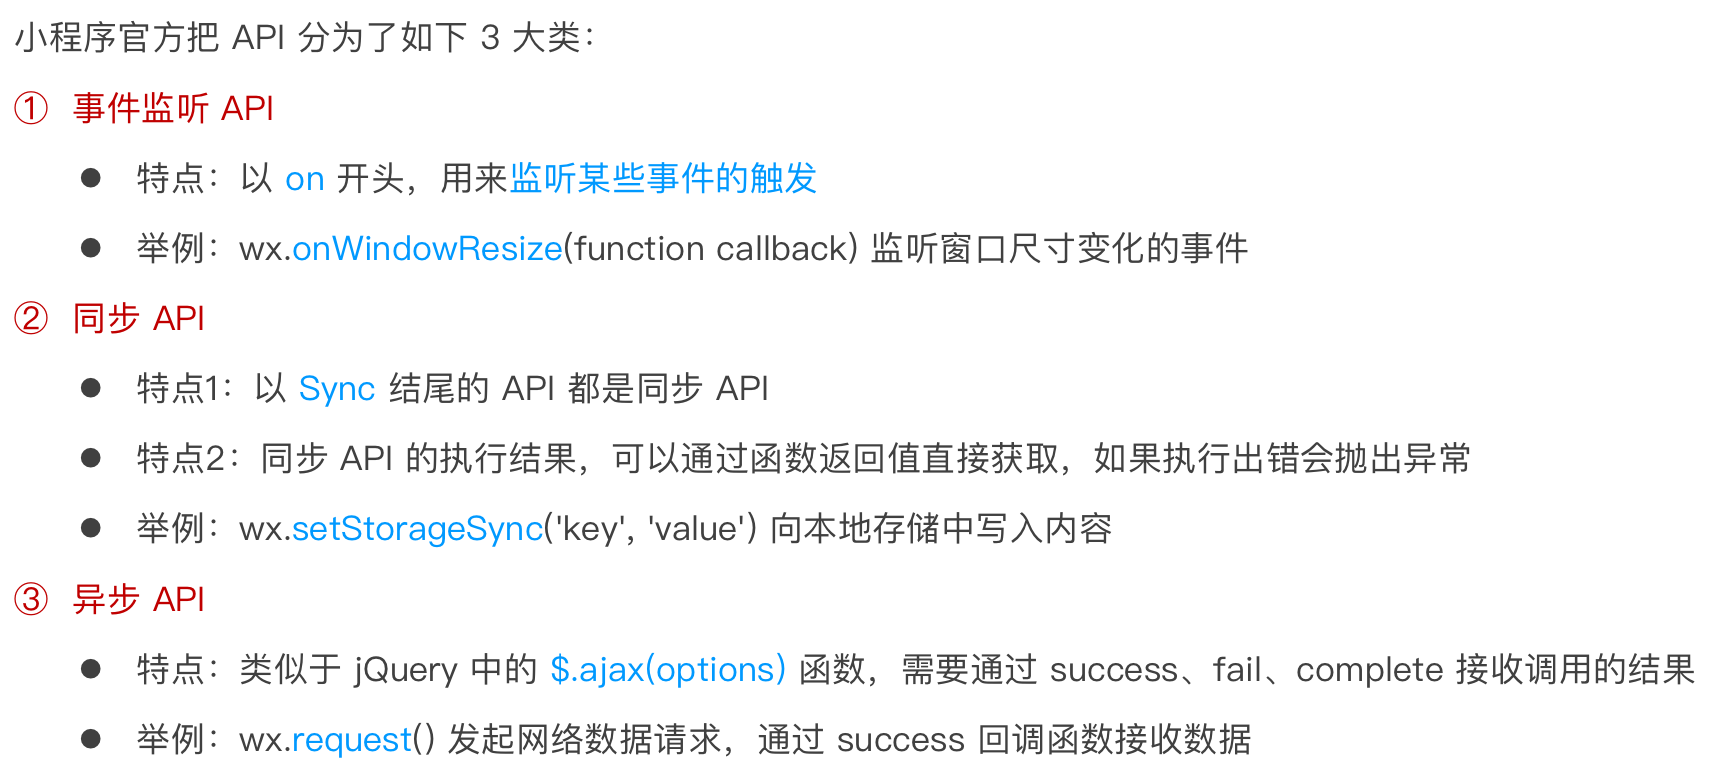 小程序官方把 API 分为了如下 3 大类：
① 事件监听 API
● 特点：以 on 开头，用来监听某些事件的触发
● 举例：wx.onWindowResize(function callback) 监听窗口尺寸变化的事件
② 同步 API
● 特点1：以 Sync 结尾的 API 都是同步 API
● 特点2：同步 API 的执行结果，可以通过函数返回值直接获取，如果执行出错会抛出异常
● 举例：wx.setStorageSync('key', 'value') 向本地存储中写入内容
③ 异步 API
● 特点：类似于 jQuery 中的 $.ajax(options) 函数，需要通过 success、fail、complete 接收调用的结果
● 举例：wx.request() 发起网络数据请求，通过 success 回调函数接收数据